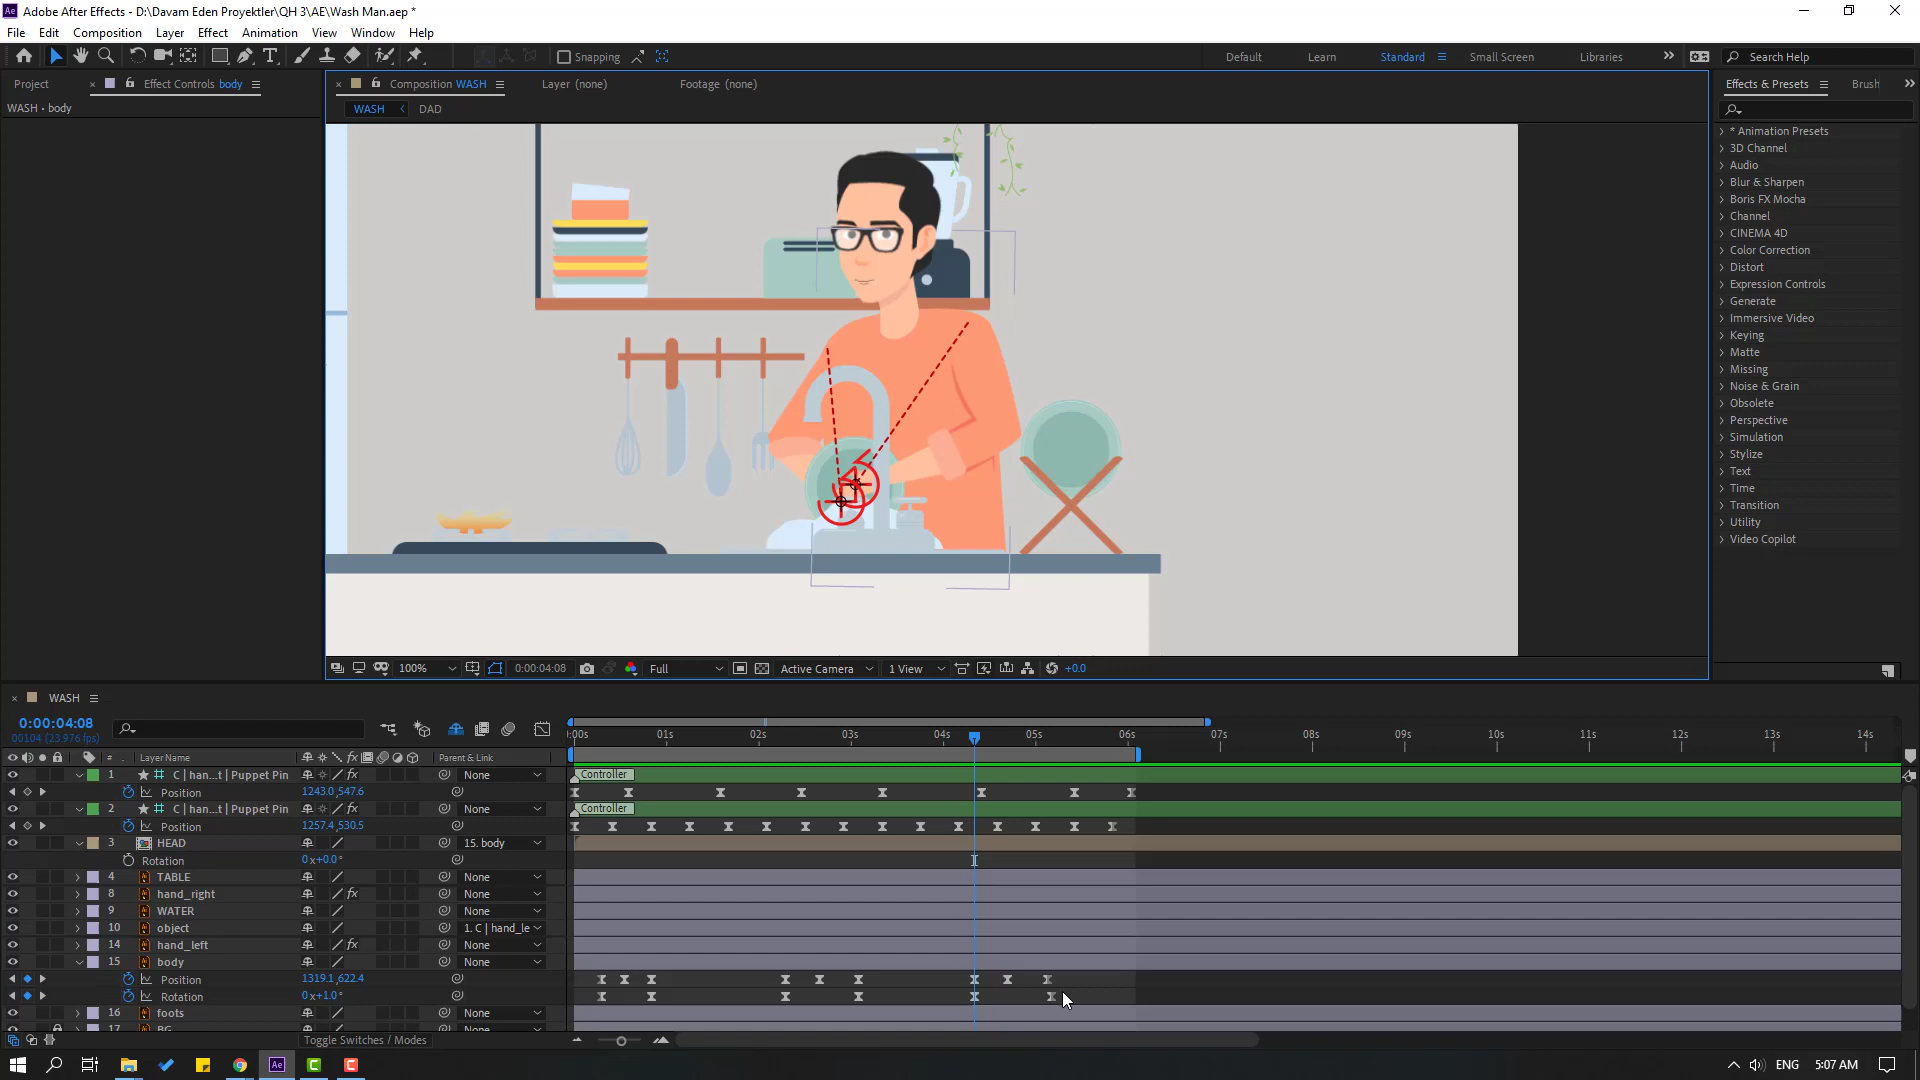 Adobe After Effects - D:\Davam Eden Proyektler\QH 3\AE\Wash Man.aep *
File Edit Composition Layer Effect Animation View Window Help
Snapping Default Learn Standard Small Screen Libraries Search Help
Project Effect Controls body Composition WASH Layer (none) Footage (none) Effects & Presets Brush
WASH • body
WASH DAD
* Animation Presets
3D Channel
Audio
Blur & Sharpen
Boris FX Mocha
Channel
CINEMA 4D
Color Correction
Distort
Expression Controls
Generate
Immersive Video
Keying
Matte
Missing
Noise & Grain
Obsolete
Perspective
Simulation
Stylize
Text
Time
Transition
Utility
Video Copilot
100% 0:00:04:08 Full Active Camera 1 View +0.0
WASH
0:00:04:08
00104 (23.976 fps)
:00s 01s 02s 03s 04s 05s 06s 07s 08s 09s 10s 11s 12s 13s 14s
# Layer Name Parent & Link
1 C | han...t | Puppet Pin None Controller
Position 1243.0,547.6
2 C | han...t | Puppet Pin None Controller
Position 1257.4,530.5
3 HEAD 15. body
Rotation 0x+0.0°
4 TABLE None
8 hand_right None
9 WATER None
10 object 1. C | hand_le
14 hand_left None
15 body None
Position 1319.1,622.4
Rotation 0x+1.0°
16 foots None
17 BG None
Toggle Switches / Modes
ENG 5:07 AM